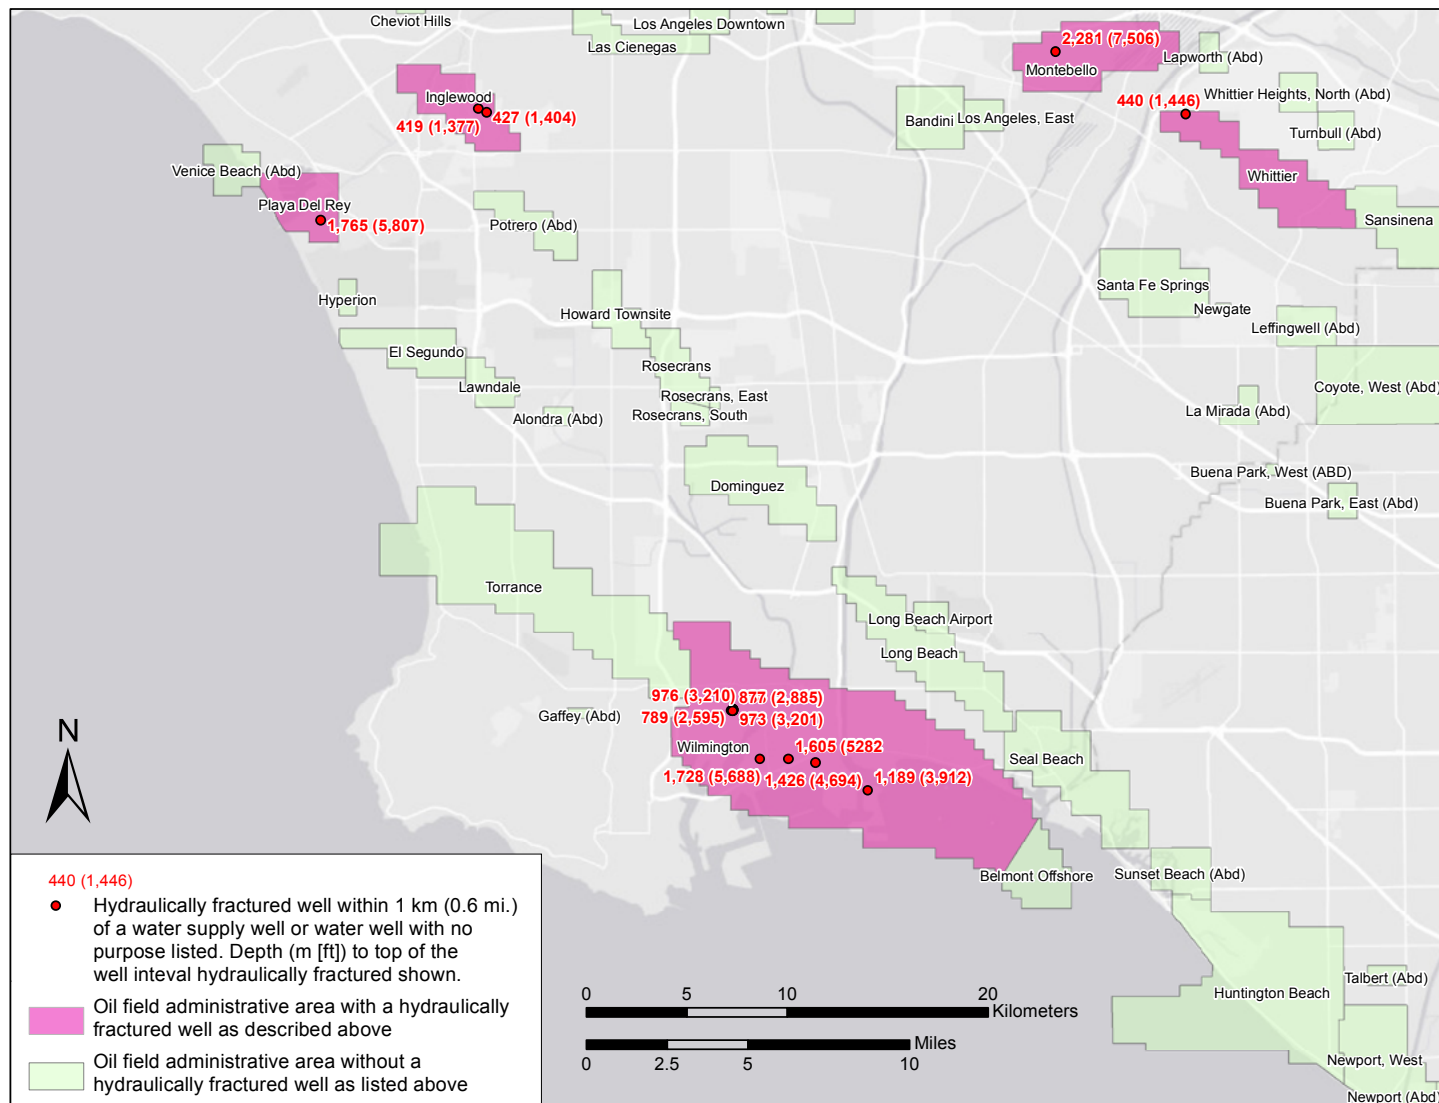 Cheviot Hills
Los Angeles Downtown
Las Cienegas
2,281 (7,506)
Montebello
Lapworth (Abd)
Inglewood
419 (1,377)
427 (1,404)
Bandini
Los Angeles, East
440 (1,446)
Whittier Heights, North (Abd)
Turnbull (Abd)
Venice Beach (Abd)
Whittier
Playa Del Rey
1,765 (5,807)
Potrero (Abd)
Sansinena
Hyperion
Howard Townsite
Santa Fe Springs
Newgate
Leffingwell (Abd)
El Segundo
Lawndale
Rosecrans
Rosecrans, East
Rosecrans, South
Alondra (Abd)
Coyote, West (Abd)
La Mirada (Abd)
Dominguez
Buena Park, West (ABD)
Buena Park, East (Abd)
Torrance
Long Beach Airport
Long Beach
Gaffey (Abd)
976 (3,210)
877 (2,885)
789 (2,595)
973 (3,201)
Wilmington
1,605 (5282
1,728 (5,688)
1,426 (4,694)
1,189 (3,912)
Seal Beach
Belmont Offshore
Sunset Beach (Abd)
Huntington Beach
Talbert (Abd)
Newport, West
Newport (Abd)
N
440 (1,446)
Hydraulically fractured well within 1 km (0.6 mi.)
of a water supply well or water well with no
purpose listed. Depth (m [ft]) to top of the
well inteval hydraulically fractured shown.
Oil field administrative area with a hydraulically
fractured well as described above
Oil field administrative area without a
hydraulically fractured well as listed above
0 5 10 20
Kilometers
Miles
0 2.5 5 10